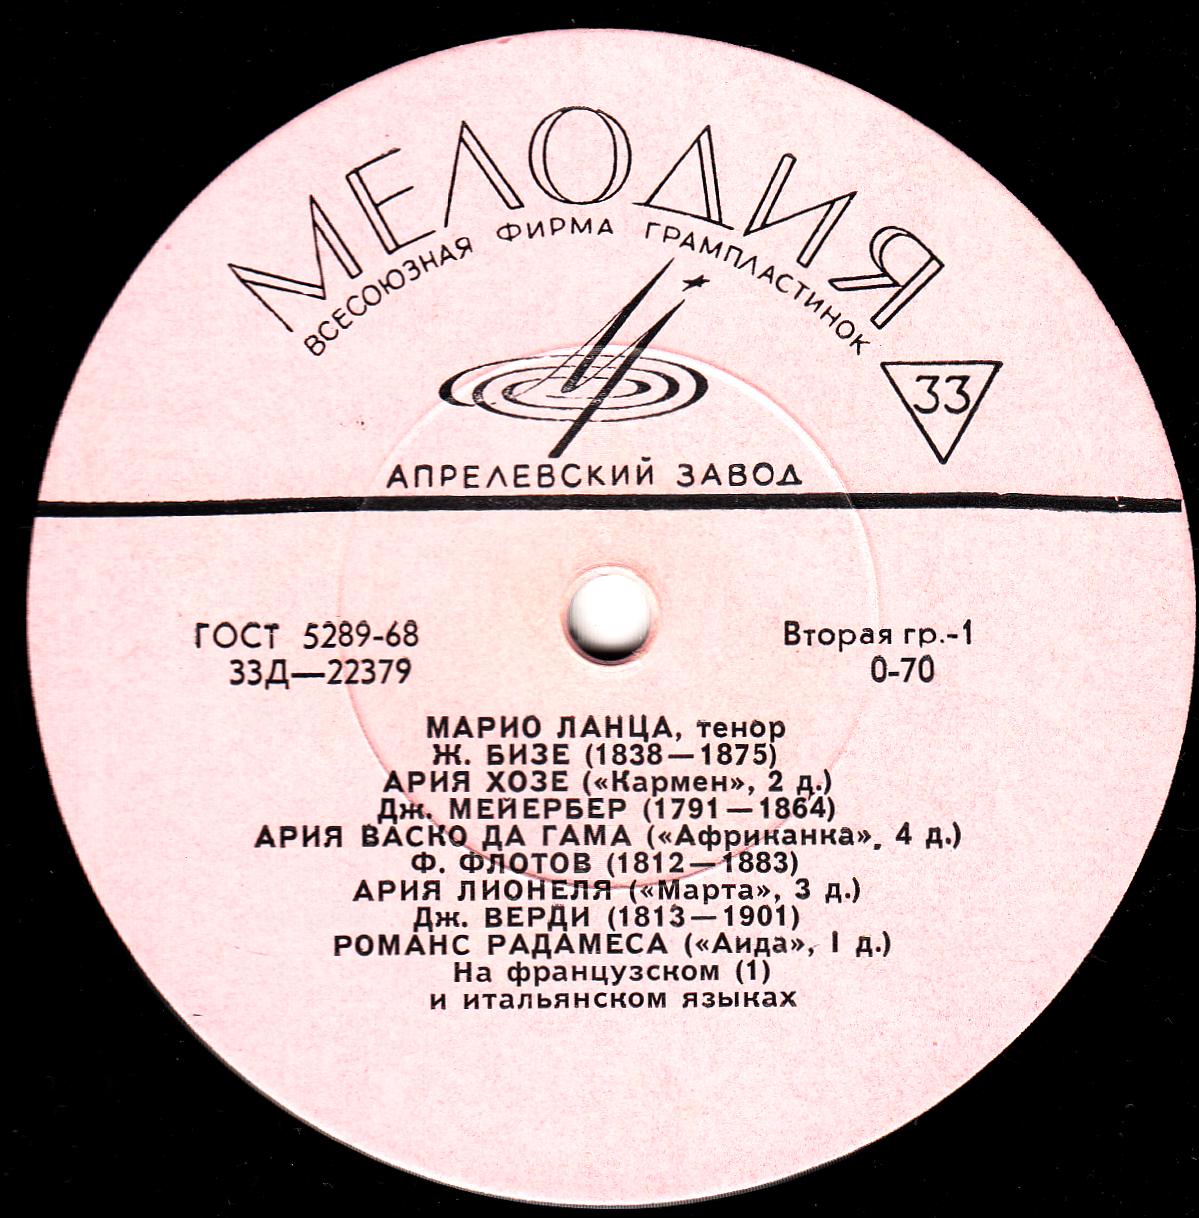 МЕЛОДИЯ
ВСЕСОЮЗНАЯ ФИРМА ГРАМПЛАСТИНОК
33
АПРЕЛЕВСКИЙ ЗАВОД
ГОСТ 5289-68
33Д—22379
Вторая гр.-1
0-70
МАРИО ЛАНЦА, тенор
Ж. БИЗЕ (1838—1875)
АРИЯ ХОЗЕ («Кармен», 2 д.)
Дж. МЕЙЕРБЕР (1791—1864)
АРИЯ ВАСКО ДА ГАМА («Африканка», 4 д.)
Ф. ФЛОТОВ (1812—1883)
АРИЯ ЛИОНЕЛЯ («Марта», 3 д.)
Дж. ВЕРДИ (1813—1901)
РОМАНС РАДАМЕСА («Аида», 1 д.)
На французском (1)
и итальянском языках